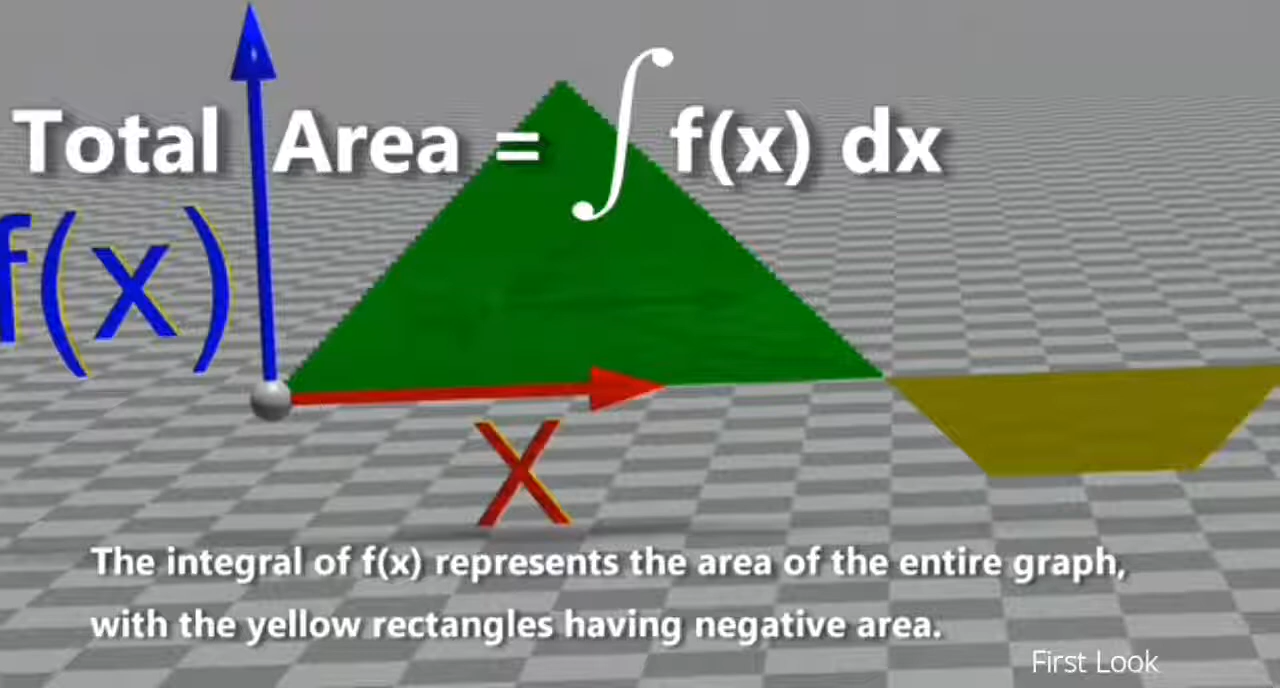 Total Area = ∫ f(x) dx
f(x)
X
The integral of f(x) represents the area of the entire graph,
with the yellow rectangles having negative area.
First Look